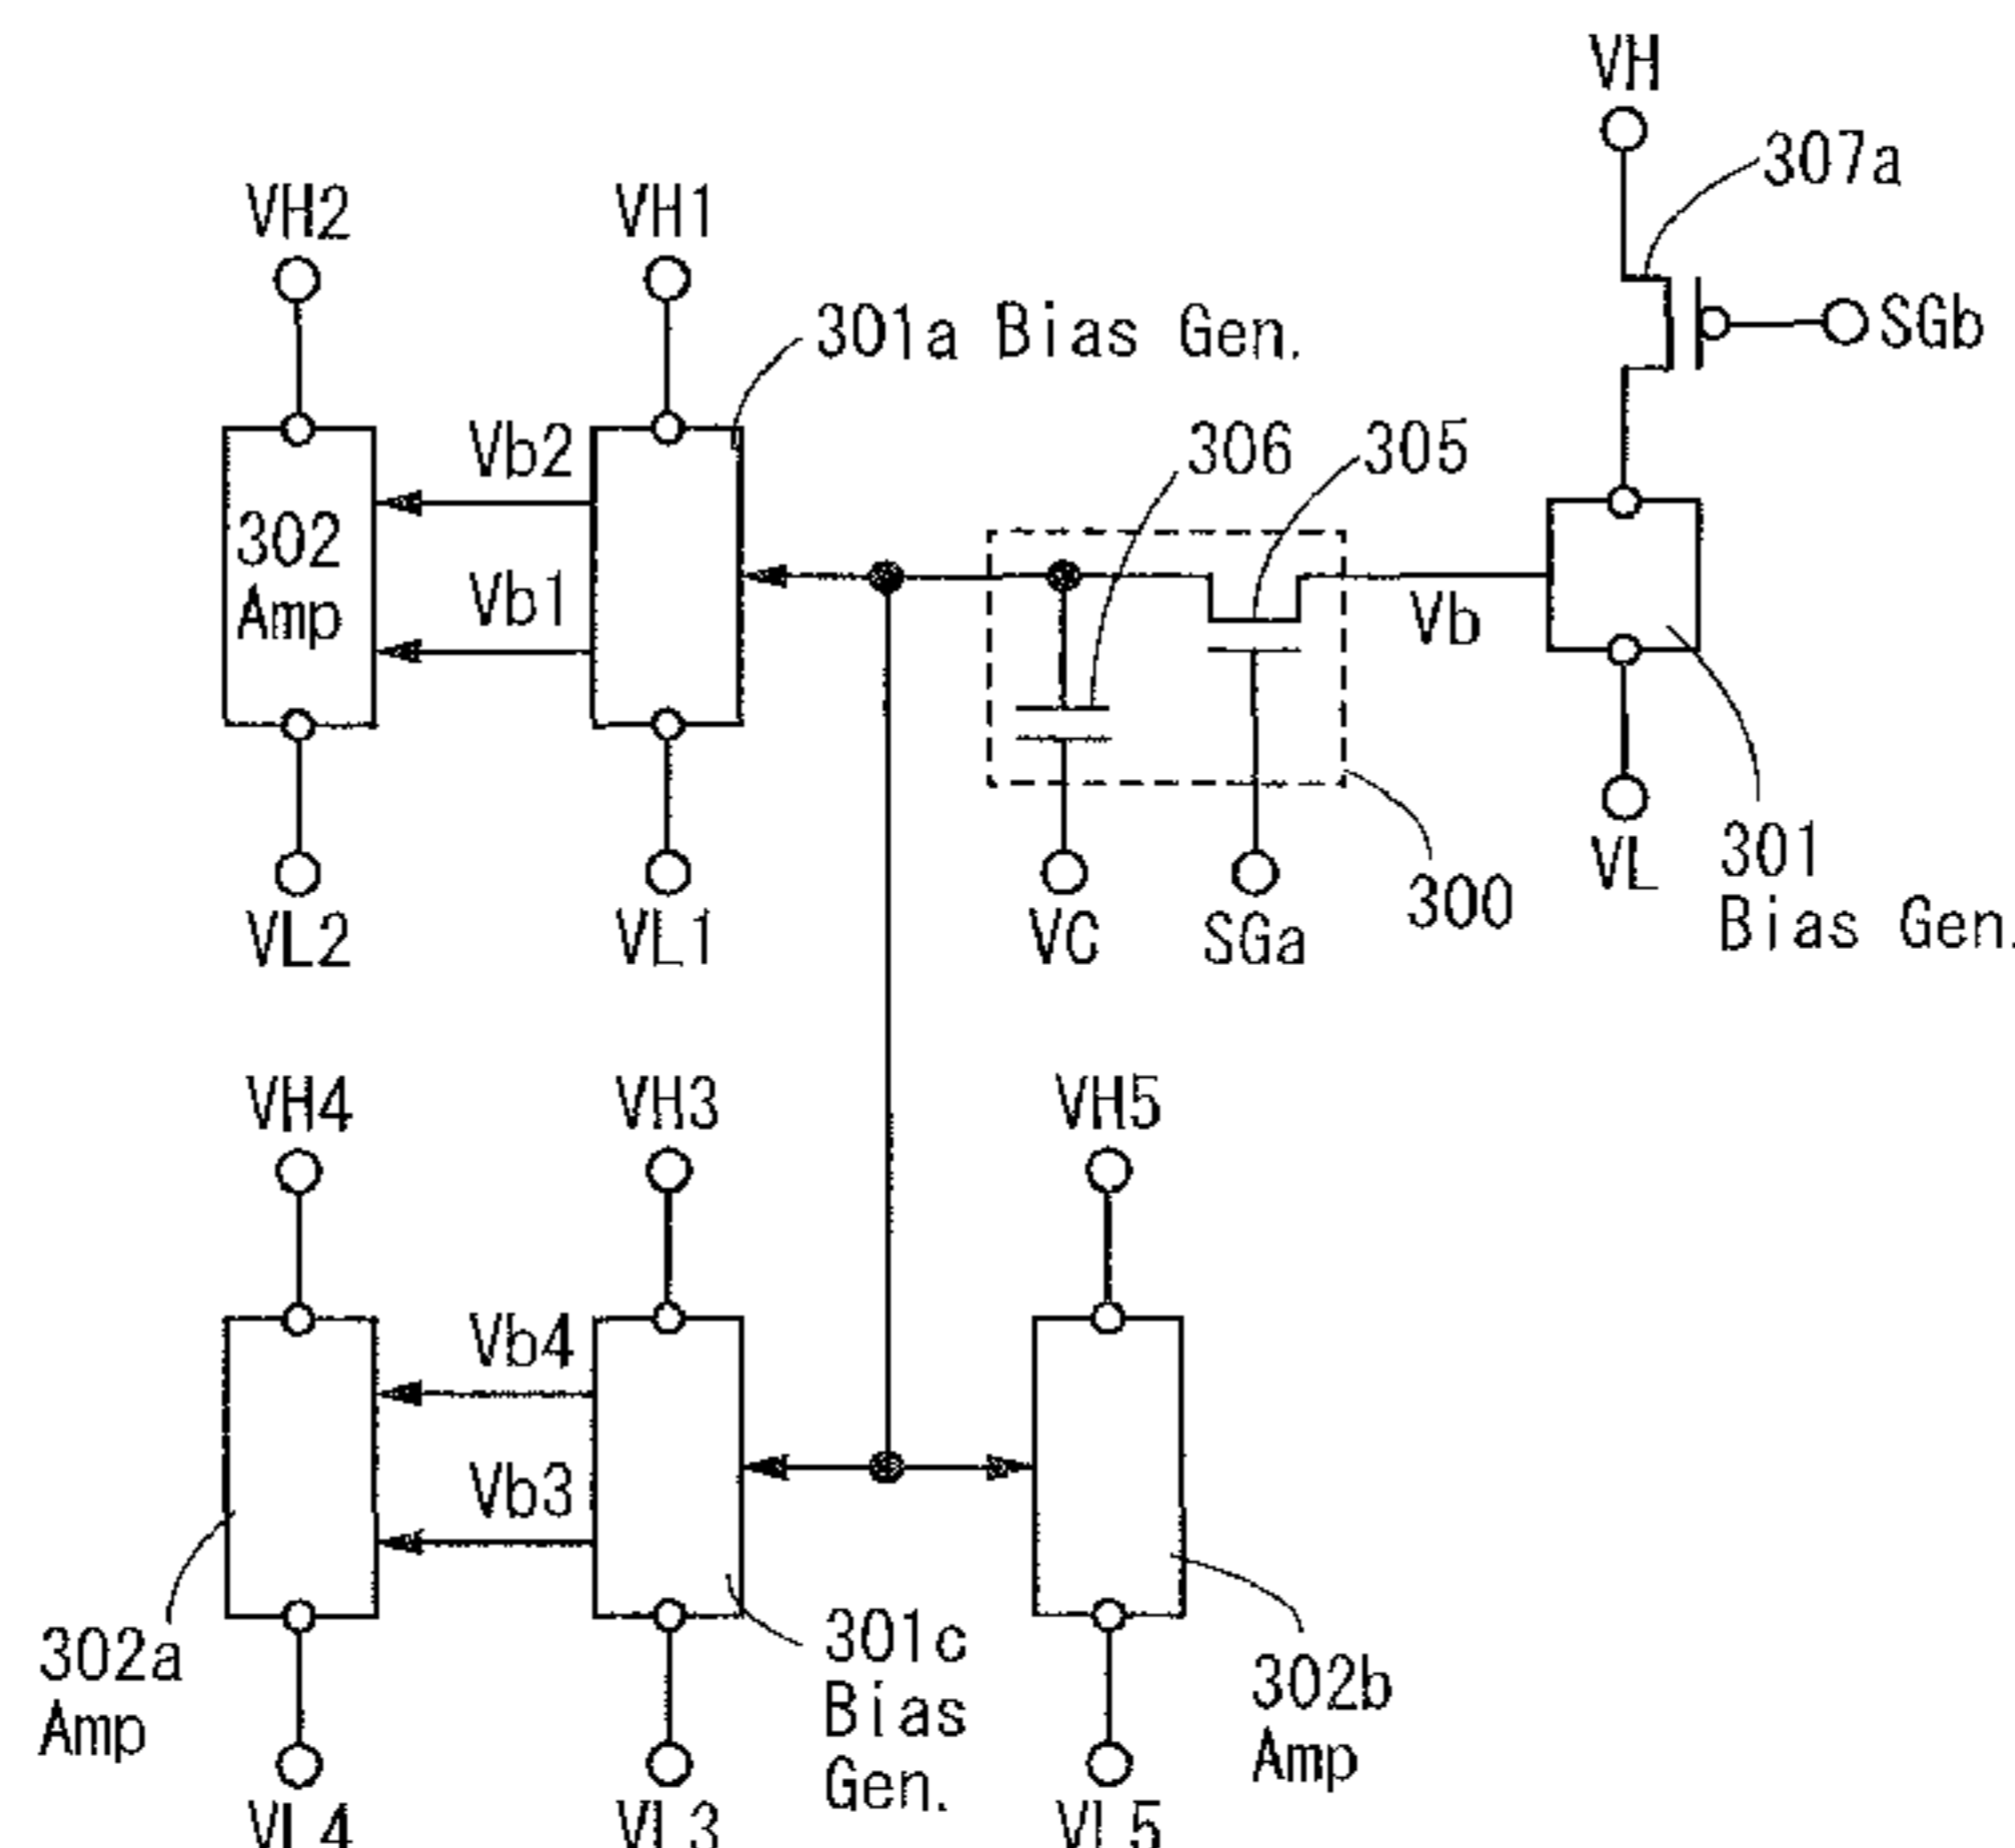 VH
307a
VH2
VH1
SGb
301a Bias Gen.
306
305
Vb2
302
Amp
Vb1
Vb
301
Bias Gen.
VL
300
VL2
VL1
VC
SGa
VH4
VH3
VH5
Vb4
Vb3
302a
Amp
301c
Bias
Gen.
302b
Amp
VL4
VL3
VL5